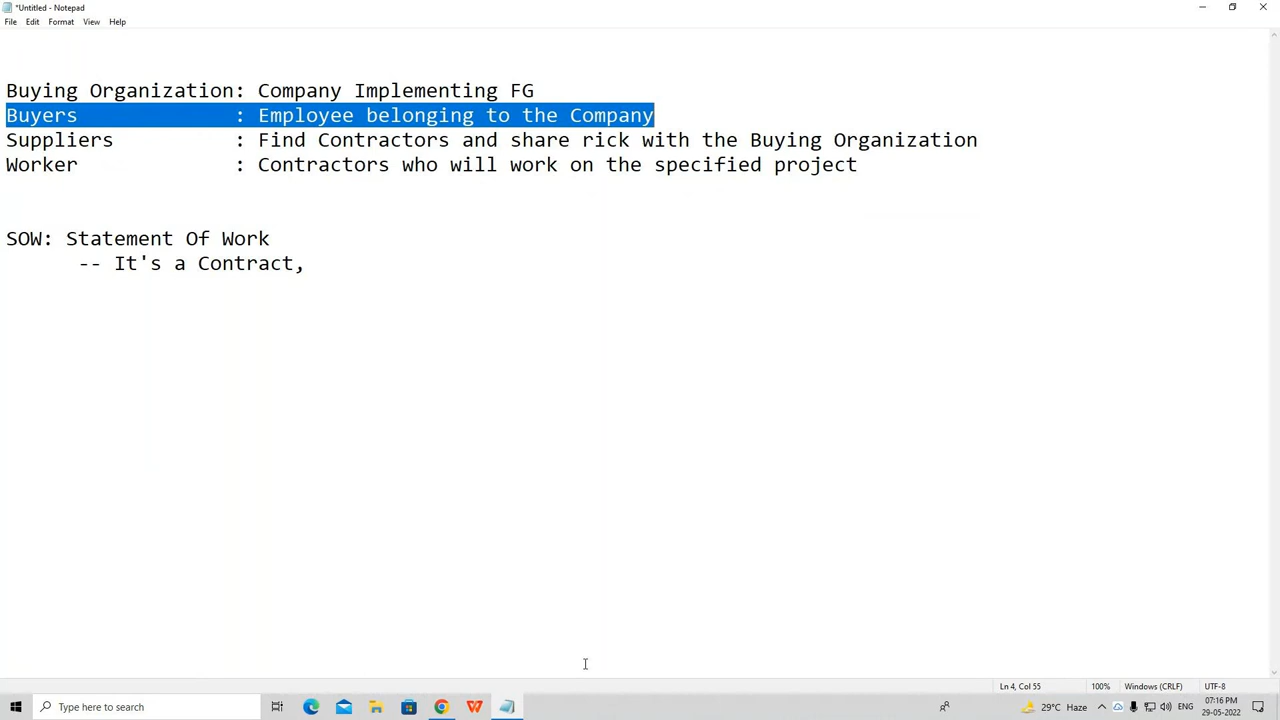 *Untitled - Notepad
File Edit Format View Help
Buying Organization: Company Implementing FG
Buyers : Employee belonging to the Company
Suppliers : Find Contractors and share rick with the Buying Organization
Worker : Contractors who will work on the specified project
SOW: Statement Of Work
-- It's a Contract,
Ln 4, Col 55 100% Windows (CRLF) UTF-8
Type here to search 29°C Haze ENG 07:16 PM
29-05-2022